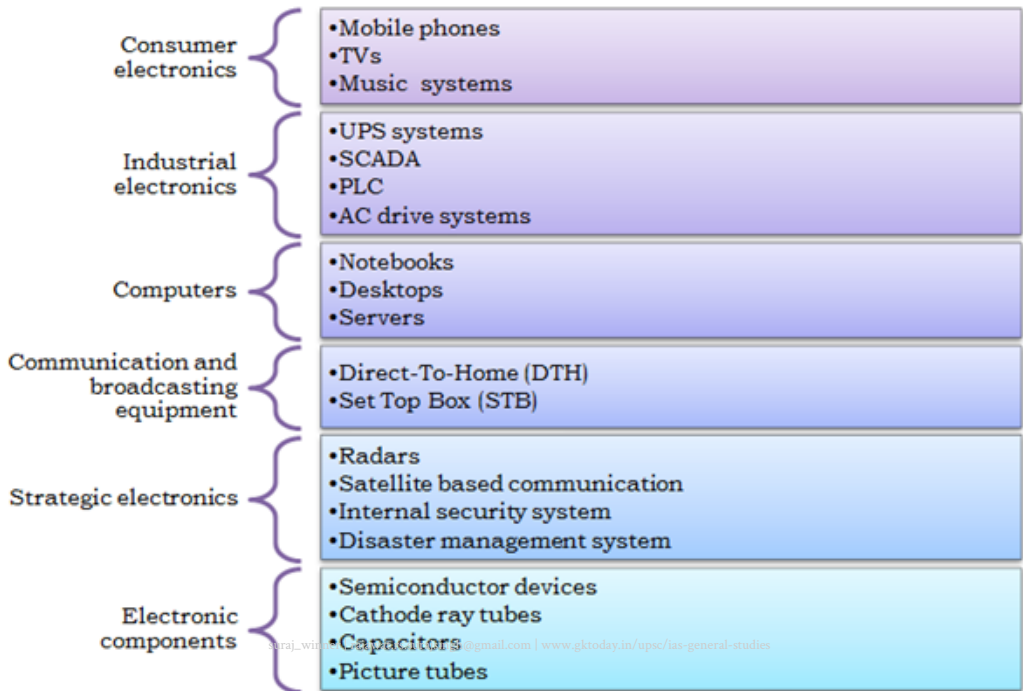 Consumer
electronics
•Mobile phones
•TVs
•Music systems
Industrial
electronics
•UPS systems
•SCADA
•PLC
•AC drive systems
Computers
•Notebooks
•Desktops
•Servers
Communication and
broadcasting
equipment
•Direct-To-Home (DTH)
•Set Top Box (STB)
Strategic electronics
•Radars
•Satellite based communication
•Internal security system
•Disaster management system
Electronic
components
•Semiconductor devices
•Cathode ray tubes
•Capacitors
@gmail.com | www.gktoday.in/upsc/ias-general-studies
•Picture tubes